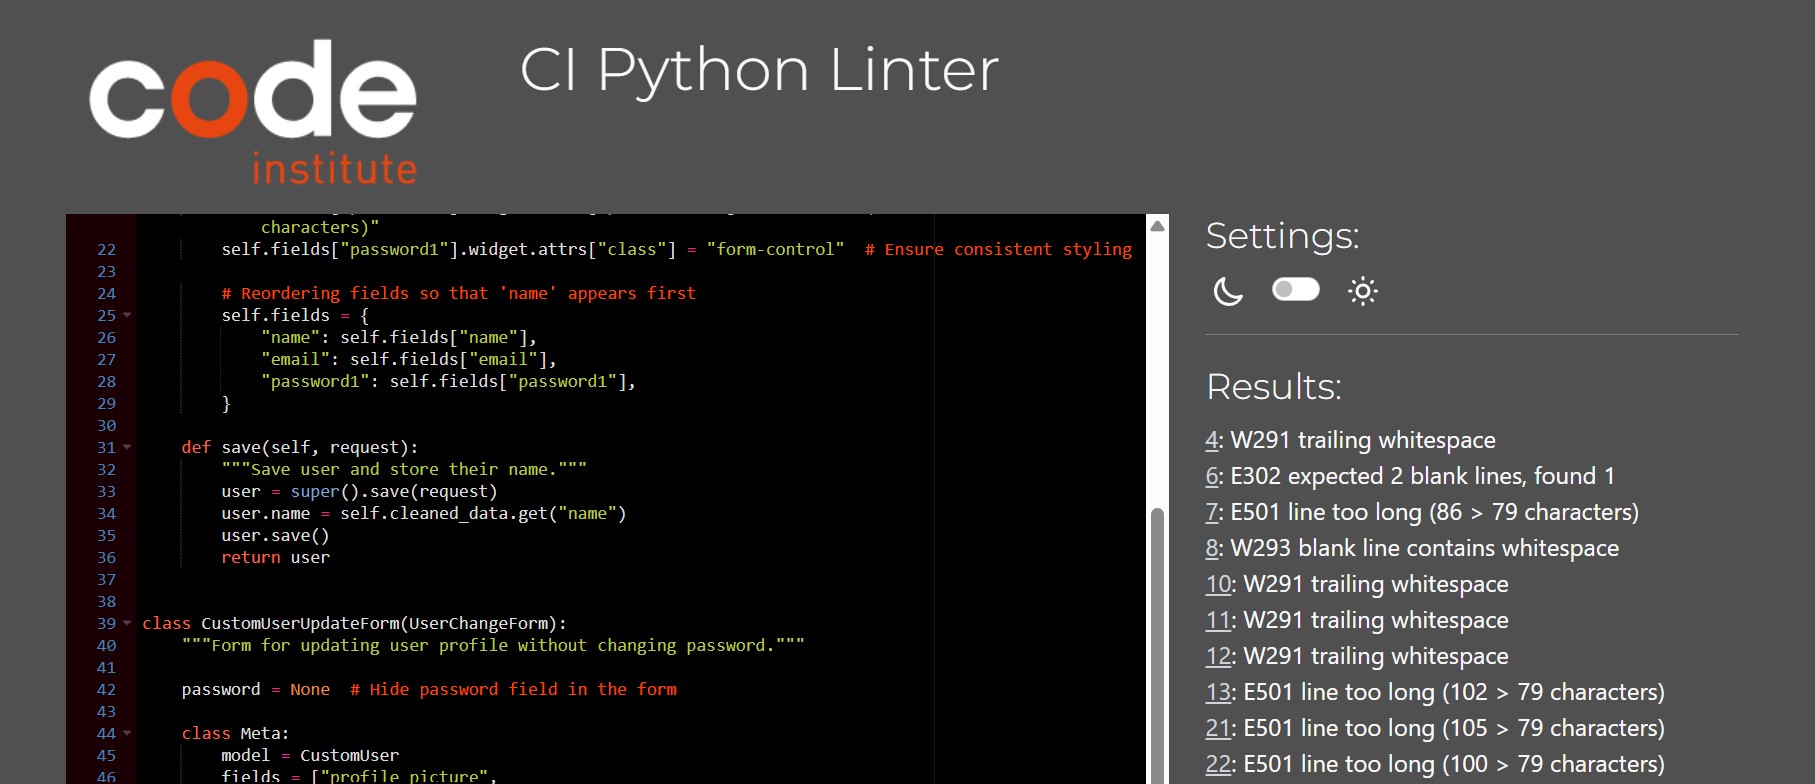 code
institute
CI Python Linter
characters)"
22 self.fields["password1"].widget.attrs["class"] = "form-control"  # Ensure consistent styling
23
24 # Reordering fields so that 'name' appears first
25 self.fields = {
26 "name": self.fields["name"],
27 "email": self.fields["email"],
28 "password1": self.fields["password1"],
29 }
30
31 def save(self, request):
32 """Save user and store their name."""
33 user = super().save(request)
34 user.name = self.cleaned_data.get("name")
35 user.save()
36 return user
37
38
39 class CustomUserUpdateForm(UserChangeForm):
40 """Form for updating user profile without changing password."""
41
42 password = None  # Hide password field in the form
43
44 class Meta:
45 model = CustomUser
46 fields = ["profile_picture",
Settings:
Results:
4: W291 trailing whitespace
6: E302 expected 2 blank lines, found 1
7: E501 line too long (86 > 79 characters)
8: W293 blank line contains whitespace
10: W291 trailing whitespace
11: W291 trailing whitespace
12: W291 trailing whitespace
13: E501 line too long (102 > 79 characters)
21: E501 line too long (105 > 79 characters)
22: E501 line too long (100 > 79 characters)